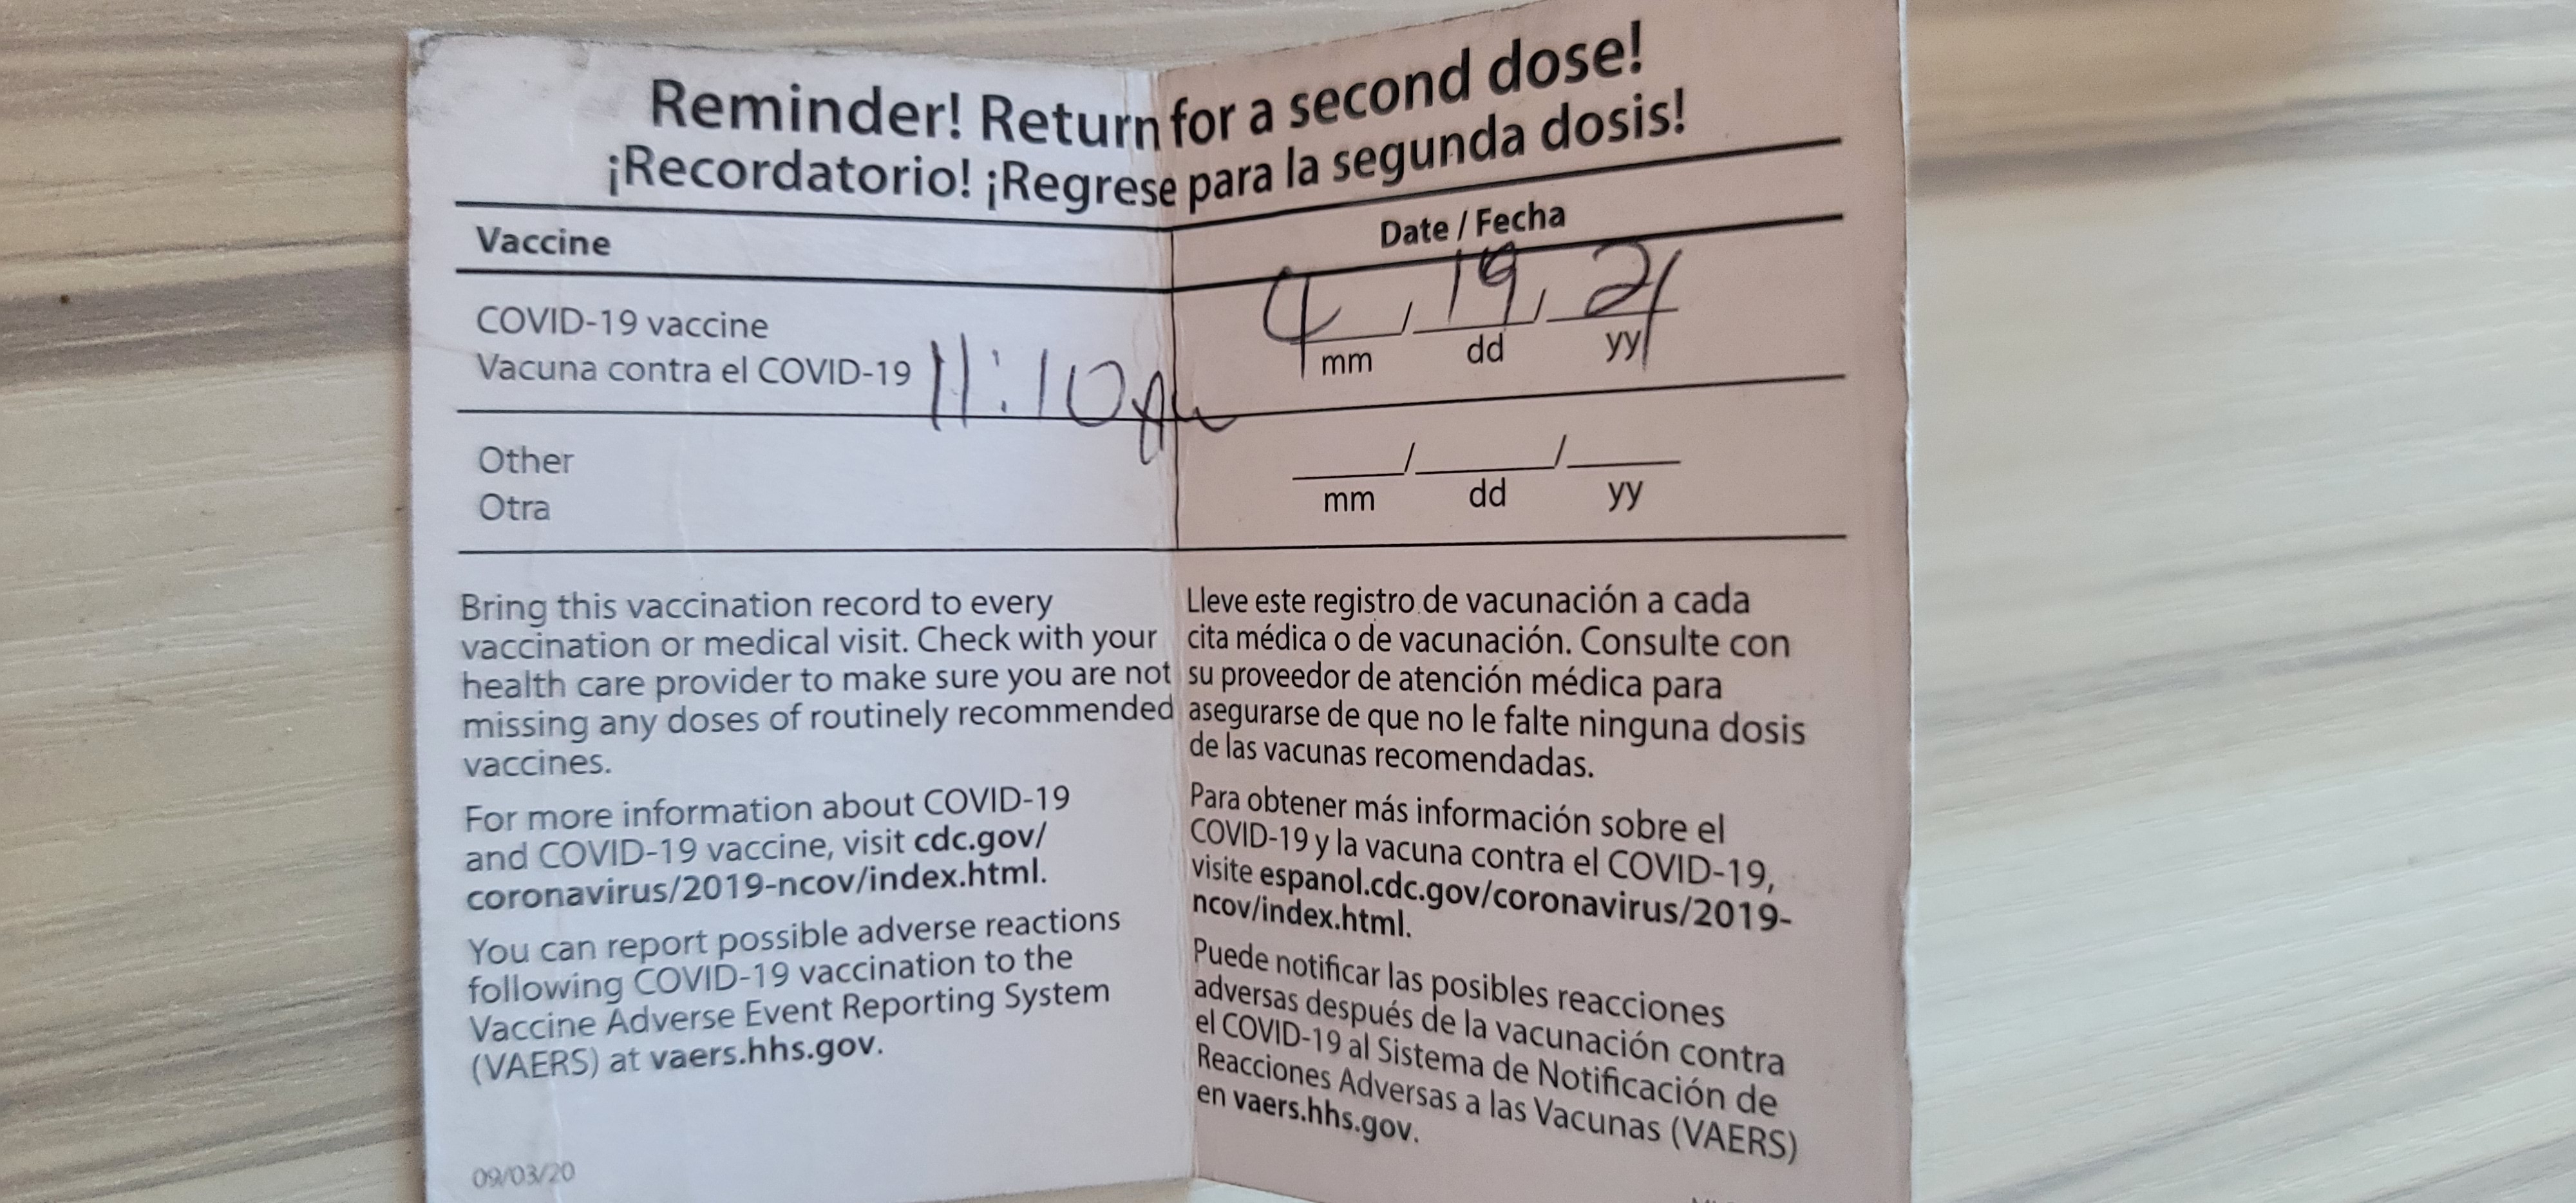 Reminder! Return for a second dose!
¡Recordatorio! ¡Regrese para la segunda dosis!
Vaccine Date / Fecha
COVID-19 vaccine 4 / 19 / 21
Vacuna contra el COVID-19 11:10 AM mm dd yy
Other ____/____/____
Otra mm dd yy
Bring this vaccination record to every
vaccination or medical visit. Check with your
health care provider to make sure you are not
missing any doses of routinely recommended
vaccines.
For more information about COVID-19
and COVID-19 vaccine, visit cdc.gov/
coronavirus/2019-ncov/index.html.
You can report possible adverse reactions
following COVID-19 vaccination to the
Vaccine Adverse Event Reporting System
(VAERS) at vaers.hhs.gov.
09/03/20
Lleve este registro de vacunación a cada
cita médica o de vacunación. Consulte con
su proveedor de atención médica para
asegurarse de que no le falte ninguna dosis
de las vacunas recomendadas.
Para obtener más información sobre el
COVID-19 y la vacuna contra el COVID-19,
visite espanol.cdc.gov/coronavirus/2019-
ncov/index.html.
Puede notificar las posibles reacciones
adversas después de la vacunación contra
el COVID-19 al Sistema de Notificación de
Reacciones Adversas a las Vacunas (VAERS)
en vaers.hhs.gov.